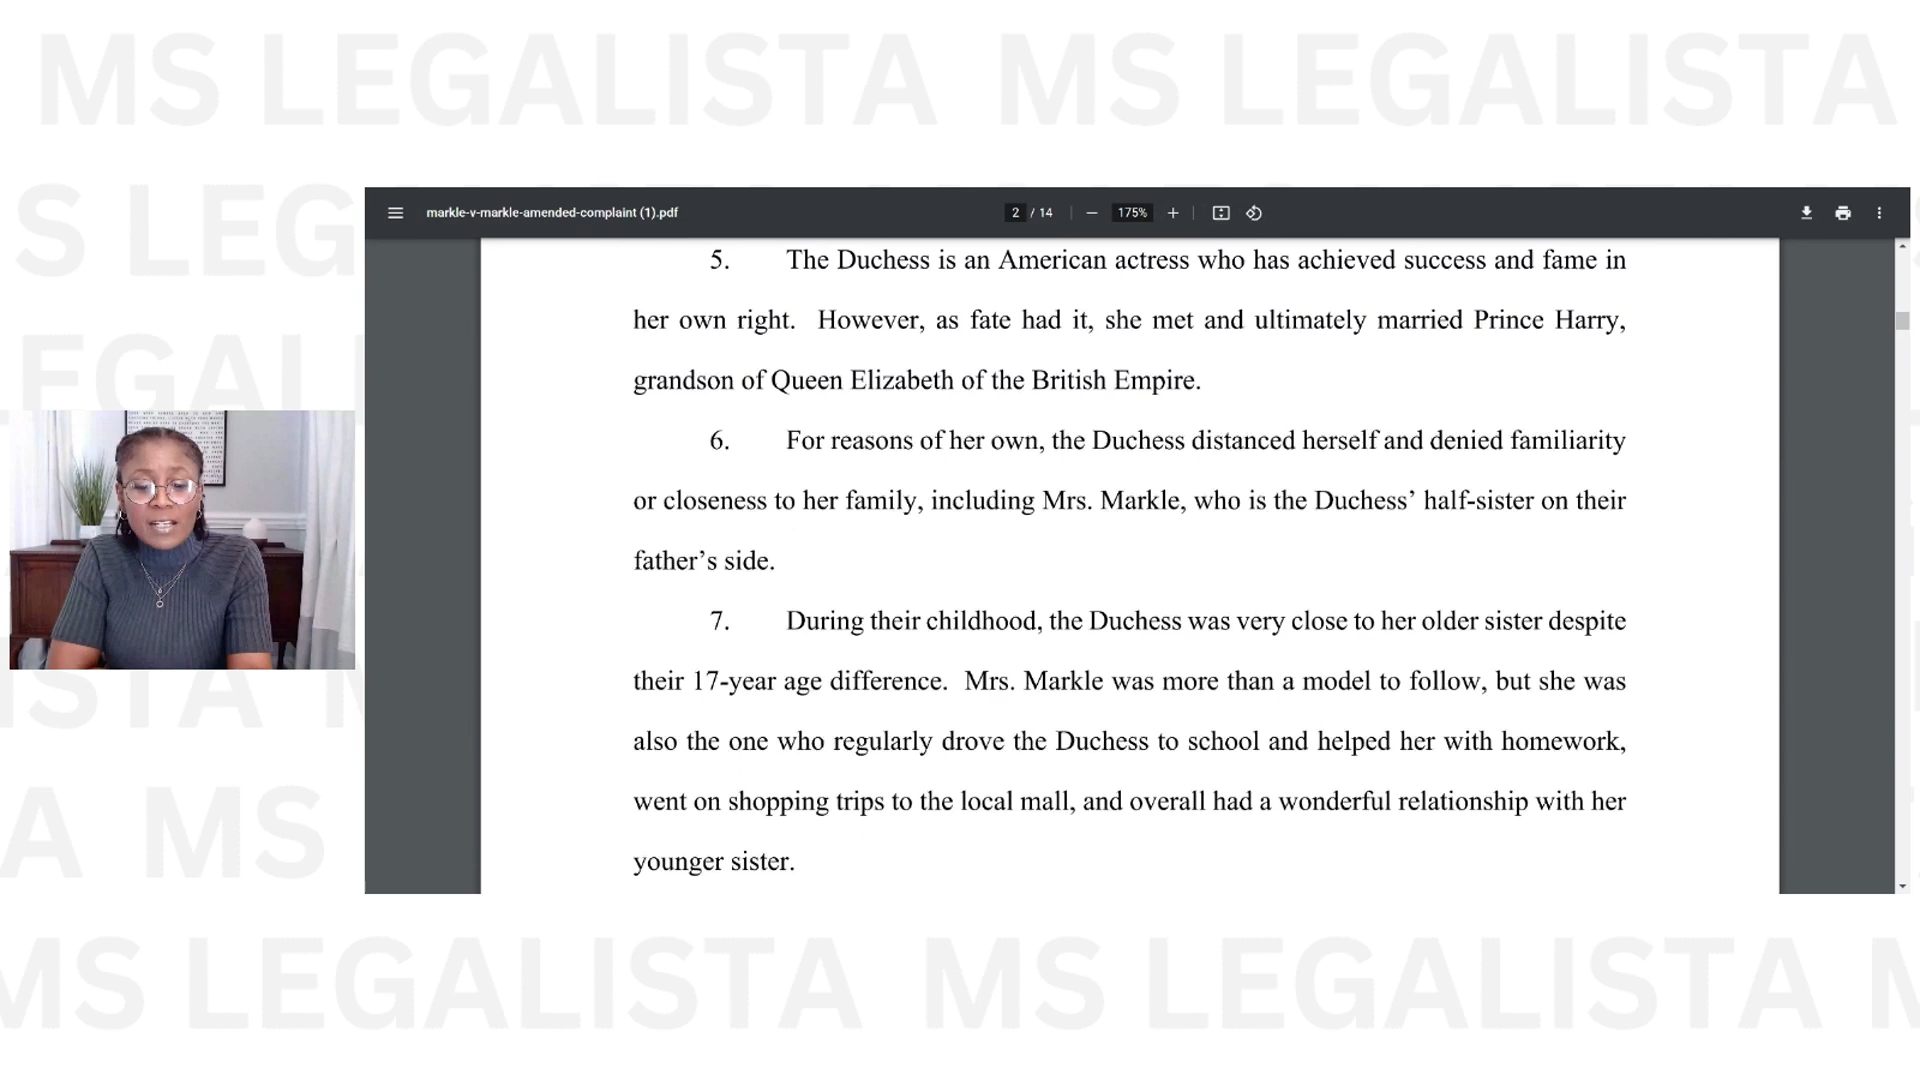 MS LEGALISTA MS LEGALISTA
S LEG
markle-v-markle-amended-complaint (1).pdf
2 / 14
175%
5. The Duchess is an American actress who has achieved success and fame in
her own right. However, as fate had it, she met and ultimately married Prince Harry,
grandson of Queen Elizabeth of the British Empire.
EGAL
6. For reasons of her own, the Duchess distanced herself and denied familiarity
or closeness to her family, including Mrs. Markle, who is the Duchess’ half-sister on their
father’s side.
7. During their childhood, the Duchess was very close to her older sister despite
their 17-year age difference. Mrs. Markle was more than a model to follow, but she was
also the one who regularly drove the Duchess to school and helped her with homework,
went on shopping trips to the local mall, and overall had a wonderful relationship with her
younger sister.
ISTA
A MS
MS LEGALISTA MS LEGALISTA M